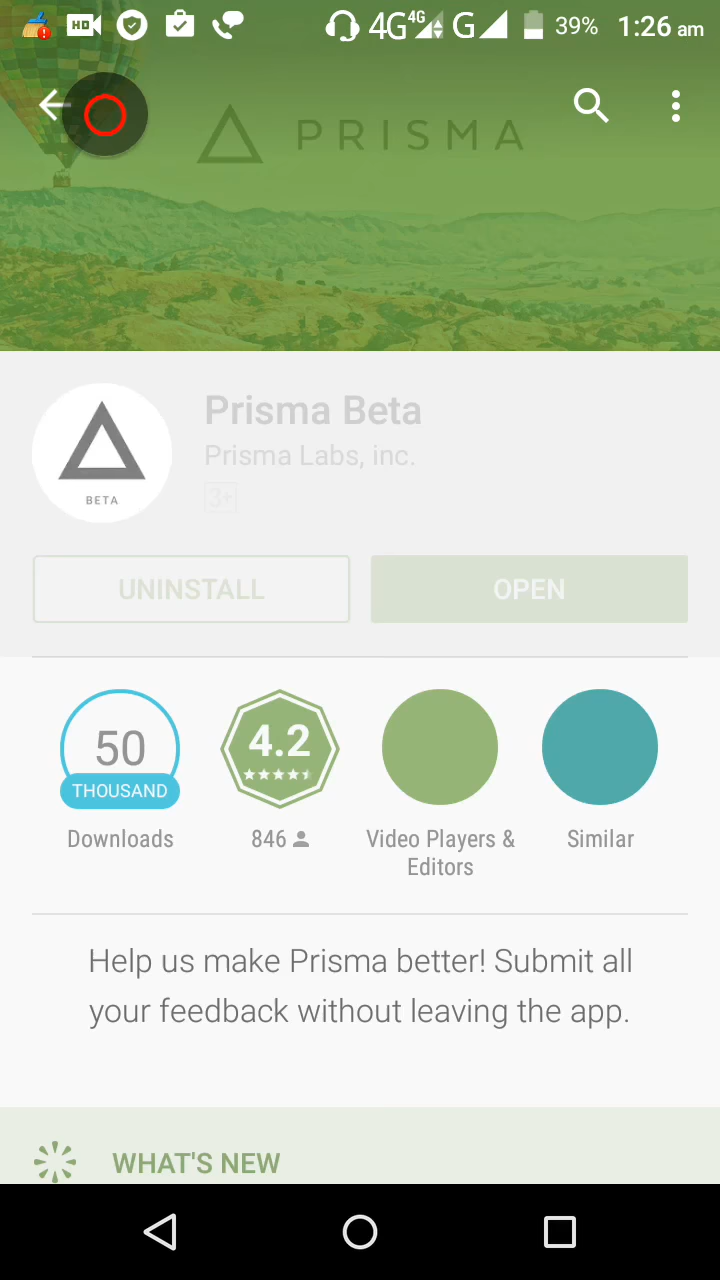 HD 4G 4G G 39% 1:26 am
PRISMA
BETA
Prisma Beta
Prisma Labs, inc.
3+
UNINSTALL
OPEN
50
THOUSAND
Downloads
4.2
846
Video Players &
Editors
Similar
Help us make Prisma better! Submit all
your feedback without leaving the app.
WHAT'S NEW